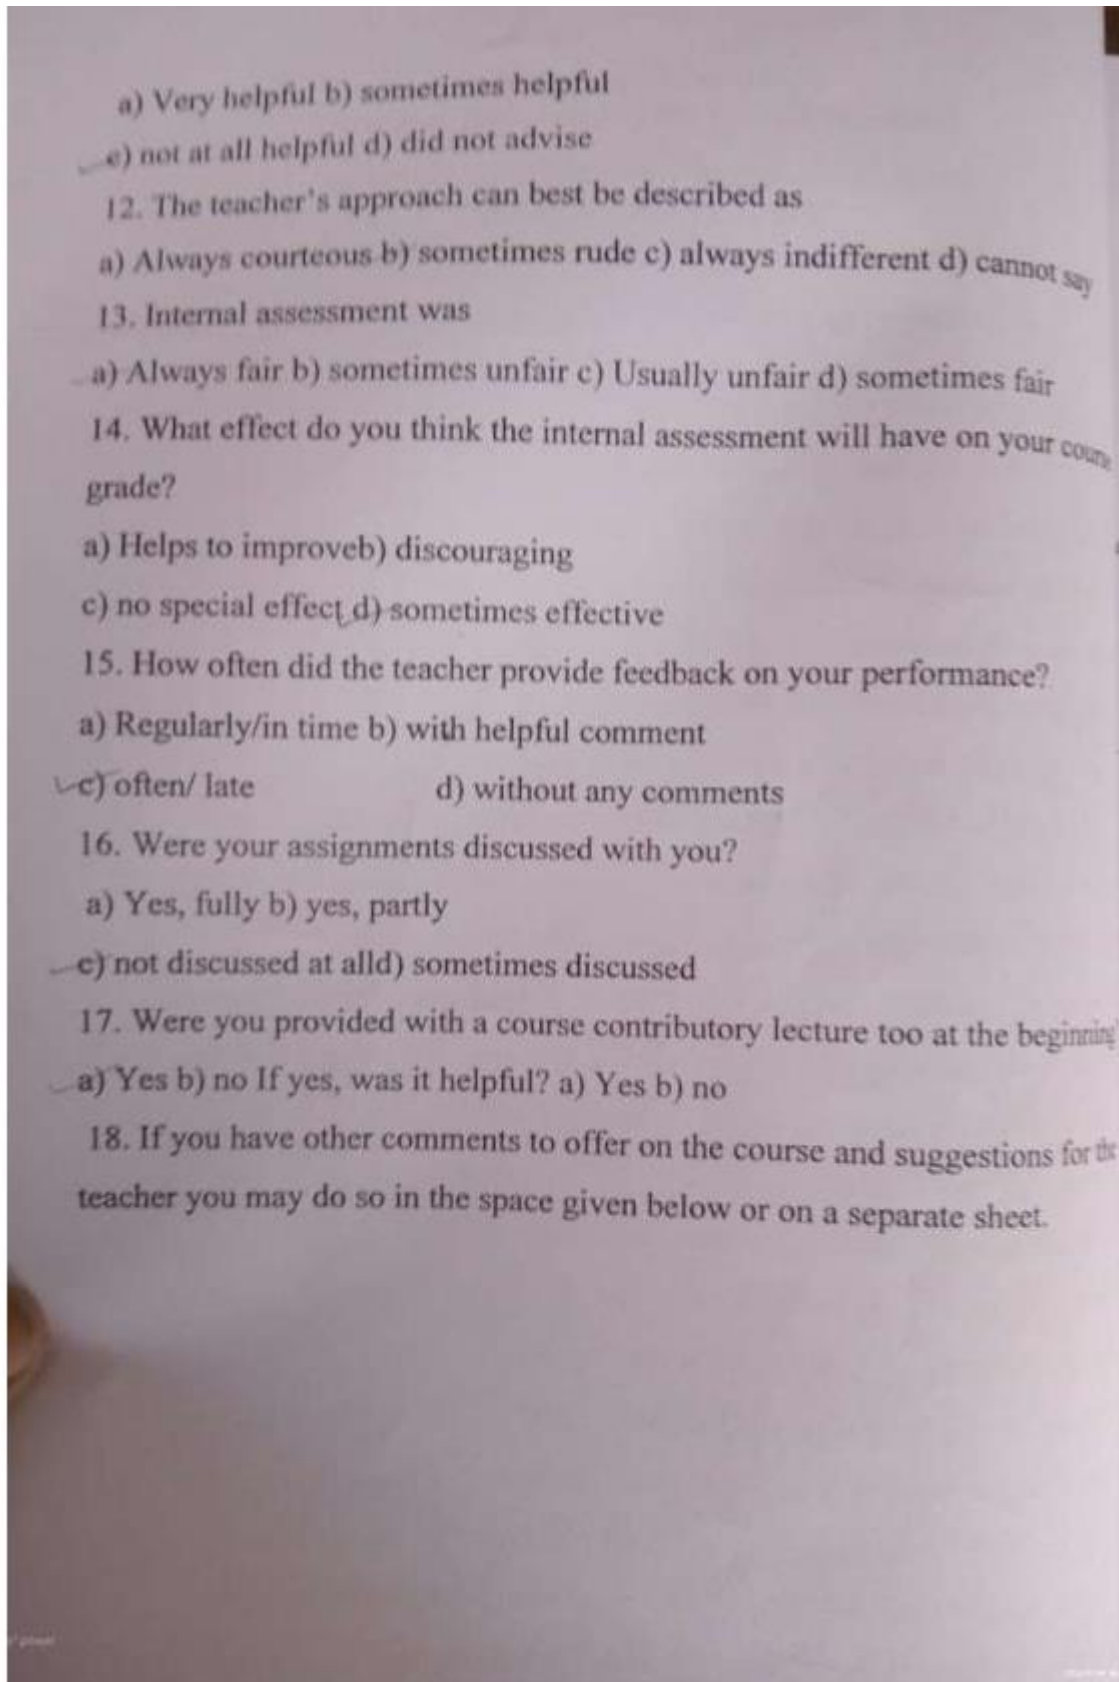 a) Very helpful b) sometimes helpful
c) not at all helpful d) did not advise
12. The teacher's approach can best be described as
a) Always courteous b) sometimes rude c) always indifferent d) cannot say
13. Internal assessment was
a) Always fair b) sometimes unfair c) Usually unfair d) sometimes fair
14. What effect do you think the internal assessment will have on your course
grade?
a) Helps to improveb) discouraging
c) no special effect d) sometimes effective
15. How often did the teacher provide feedback on your performance?
a) Regularly/in time b) with helpful comment
c) often/ late d) without any comments
16. Were your assignments discussed with you?
a) Yes, fully b) yes, partly
c) not discussed at alld) sometimes discussed
17. Were you provided with a course contributory lecture too at the beginning
a) Yes b) no If yes, was it helpful? a) Yes b) no
18. If you have other comments to offer on the course and suggestions for the
teacher you may do so in the space given below or on a separate sheet.